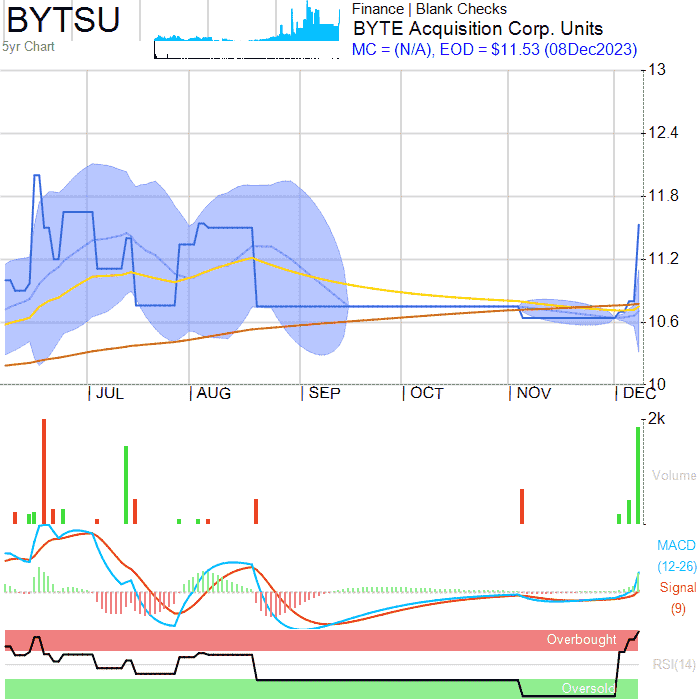 BYTSU
5yr Chart
Finance | Blank Checks
BYTE Acquisition Corp. Units
MC = (N/A), EOD = $11.53 (08Dec2023)
13
12.4
11.8
11.2
10.6
10
JUL
AUG
SEP
OCT
NOV
DEC
2k
Volume
MACD
(12-26)
Signal
(9)
Overbought
RSI(14)
Oversold